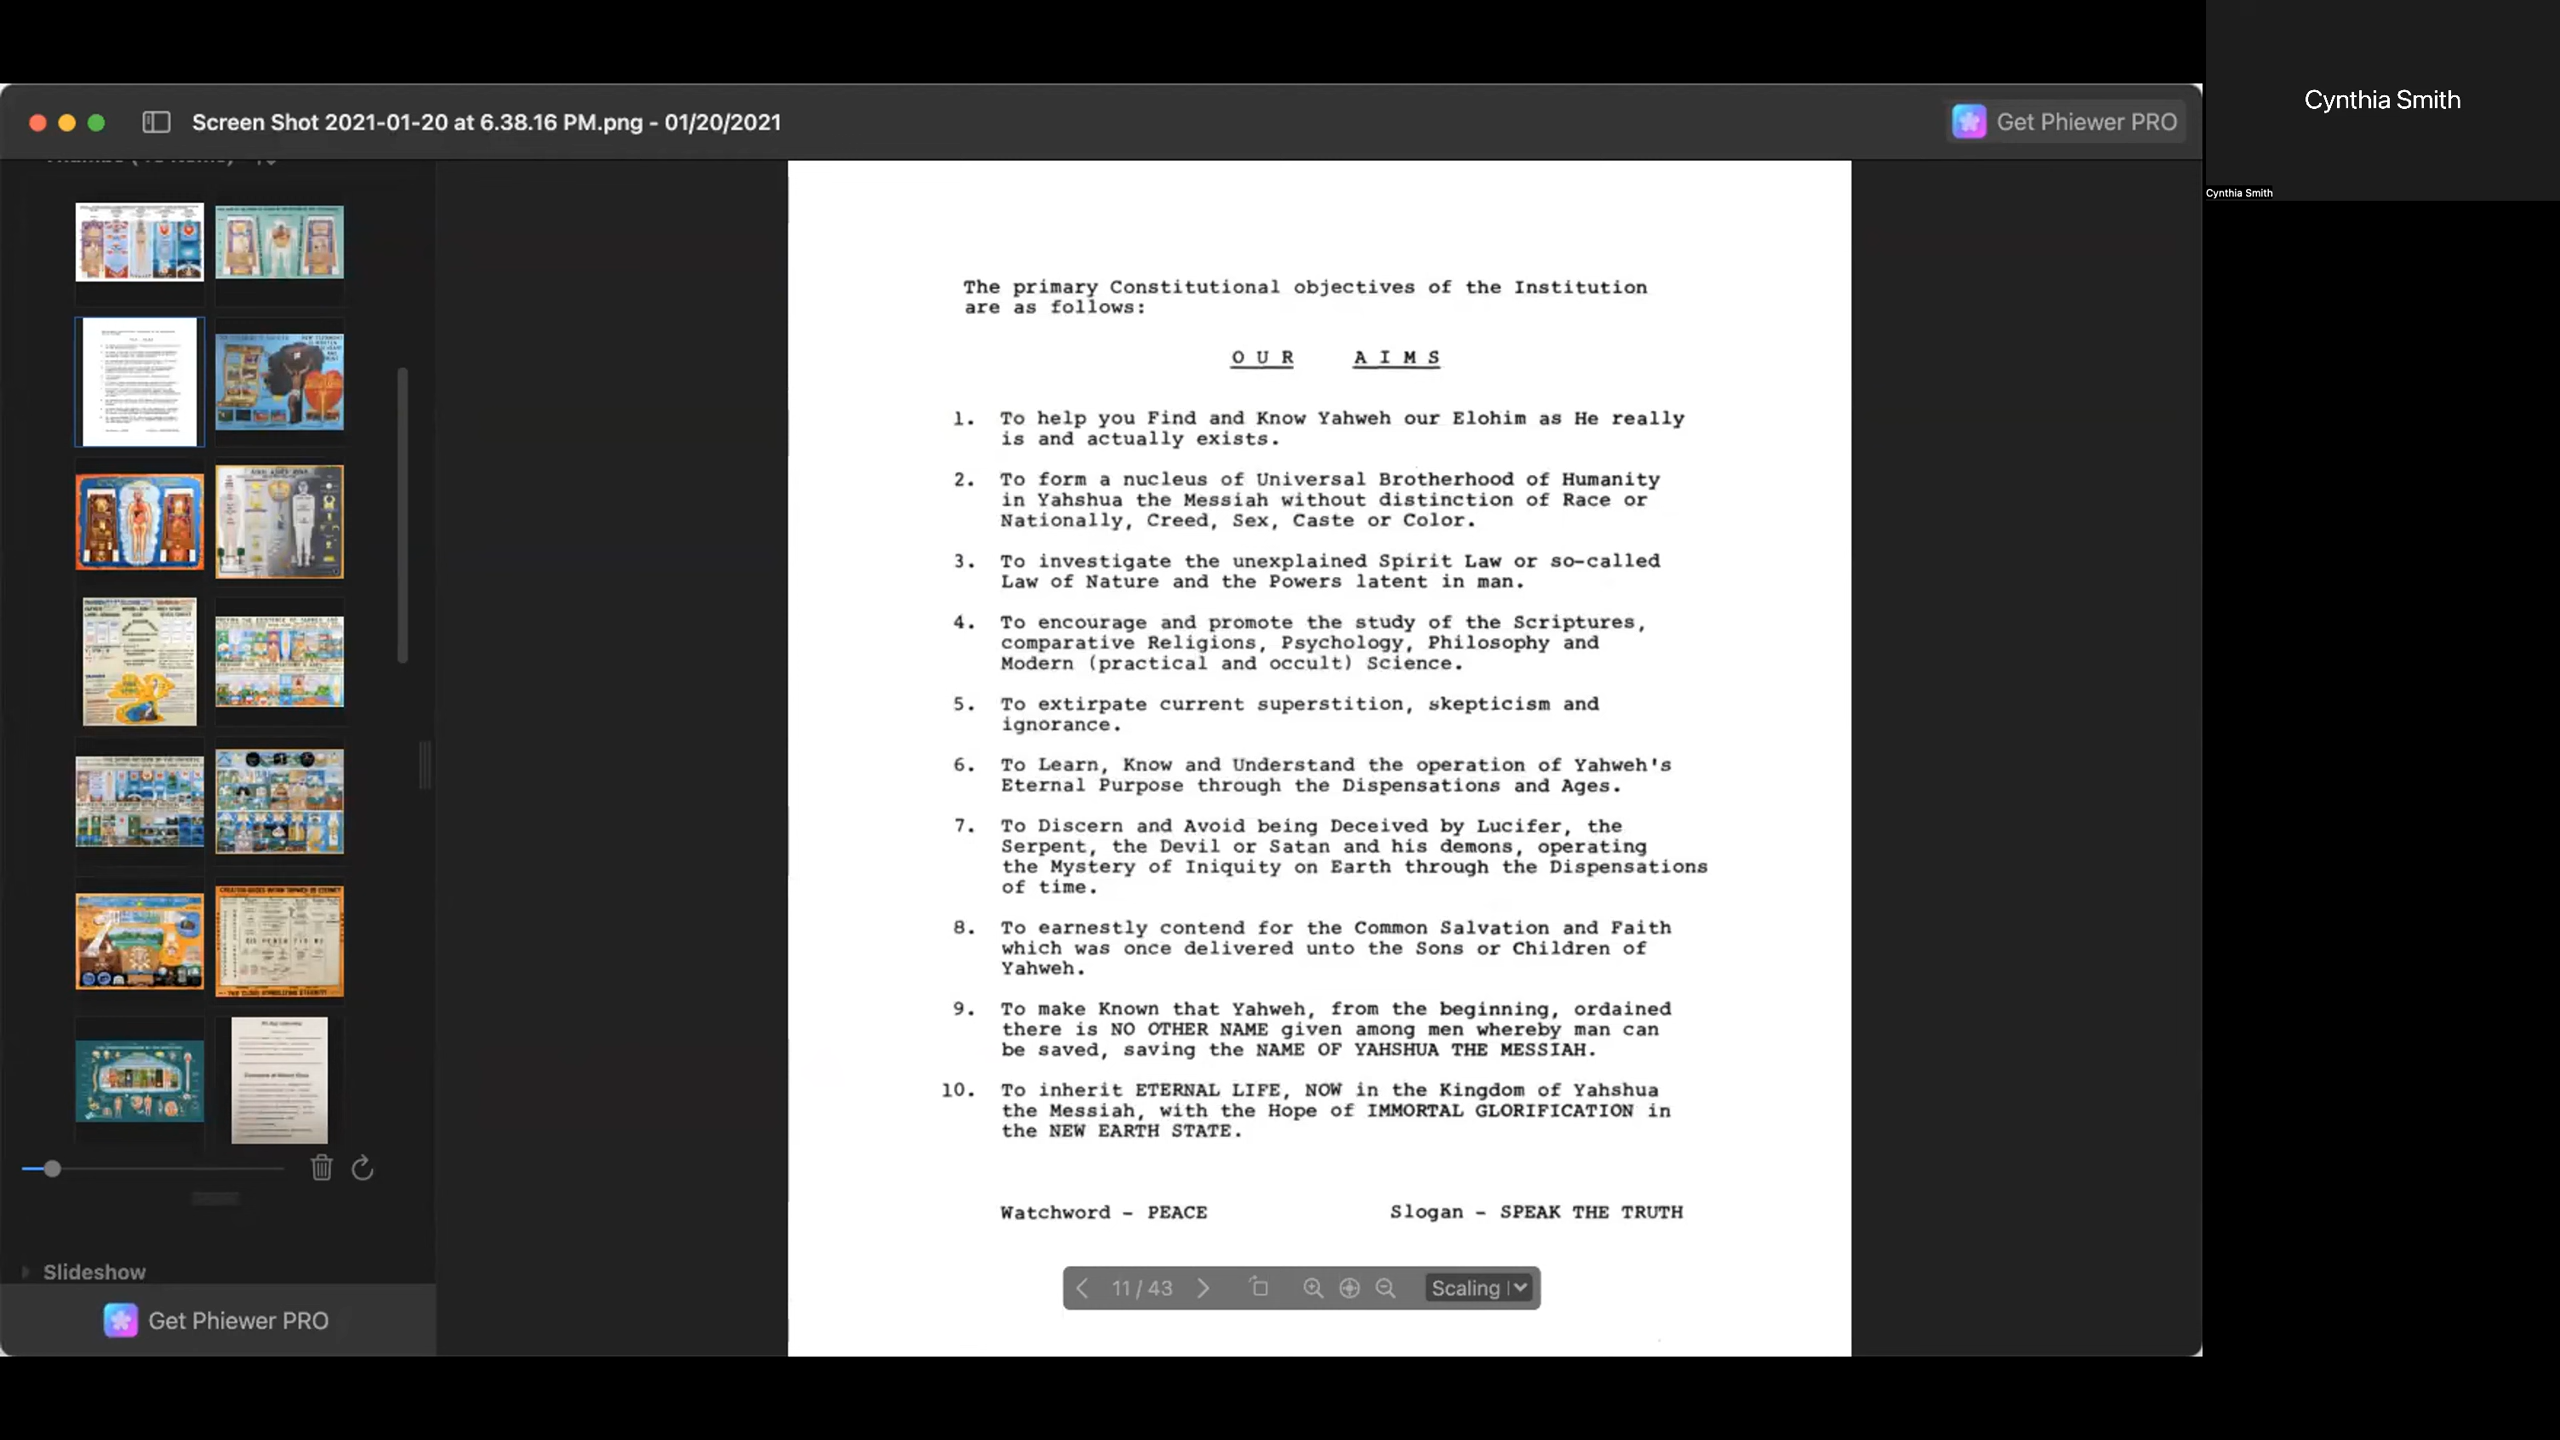 Screen Shot 2021-01-20 at 6.38.16 PM.png - 01/20/2021
Get Phiewer PRO
Cynthia Smith
Cynthia Smith
The primary Constitutional objectives of the Institution
are as follows:
OUR AIMS
1. To help you Find and Know Yahweh our Elohim as He really
is and actually exists.
2. To form a nucleus of Universal Brotherhood of Humanity
in Yahshua the Messiah without distinction of Race or
Nationally, Creed, Sex, Caste or Color.
3. To investigate the unexplained Spirit Law or so-called
Law of Nature and the Powers latent in man.
4. To encourage and promote the study of the Scriptures,
comparative Religions, Psychology, Philosophy and
Modern (practical and occult) Science.
5. To extirpate current superstition, skepticism and
ignorance.
6. To Learn, Know and Understand the operation of Yahweh's
Eternal Purpose through the Dispensations and Ages.
7. To Discern and Avoid being Deceived by Lucifer, the
Serpent, the Devil or Satan and his demons, operating
the Mystery of Iniquity on Earth through the Dispensations
of time.
8. To earnestly contend for the Common Salvation and Faith
which was once delivered unto the Sons or Children of
Yahweh.
9. To make Known that Yahweh, from the beginning, ordained
there is NO OTHER NAME given among men whereby man can
be saved, saving the NAME OF YAHSHUA THE MESSIAH.
10. To inherit ETERNAL LIFE, NOW in the Kingdom of Yahshua
the Messiah, with the Hope of IMMORTAL GLORIFICATION in
the NEW EARTH STATE.
Watchword - PEACE Slogan - SPEAK THE TRUTH
11 / 43 Scaling
Slideshow
Get Phiewer PRO